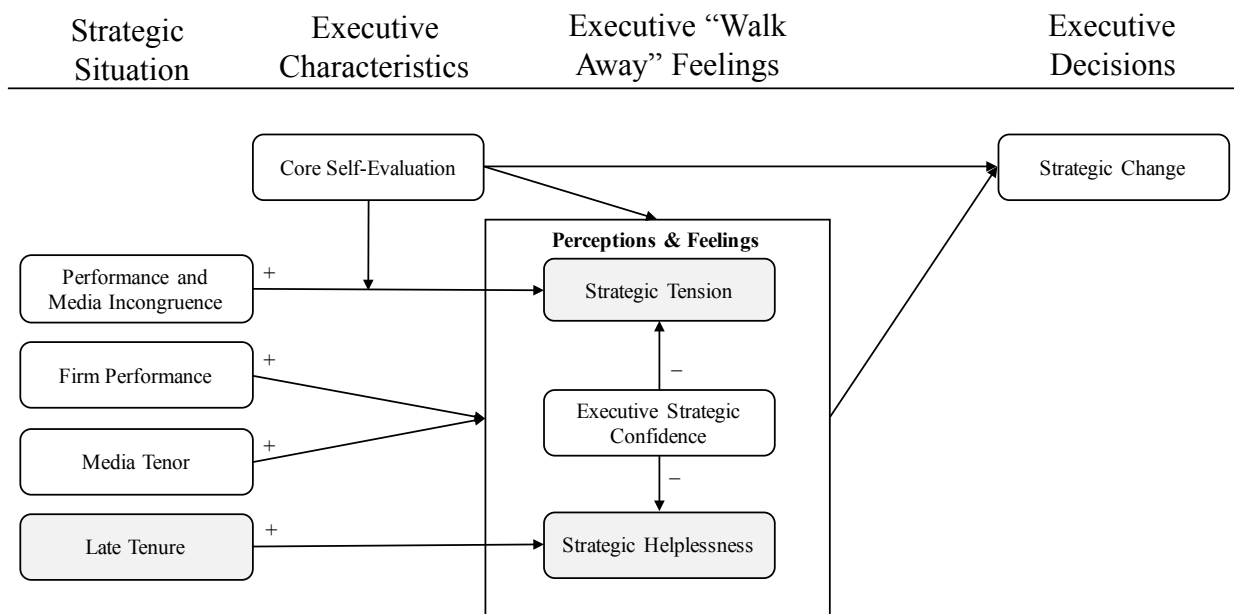 Strategic
Situation
Executive
Characteristics
Executive “Walk
Away” Feelings
Executive
Decisions
Core Self-Evaluation
Strategic Change
Perceptions & Feelings
Performance and
Media Incongruence
+
Strategic Tension
Firm Performance
+
–
Executive Strategic
Confidence
Media Tenor
+
–
Late Tenure
+
Strategic Helplessness